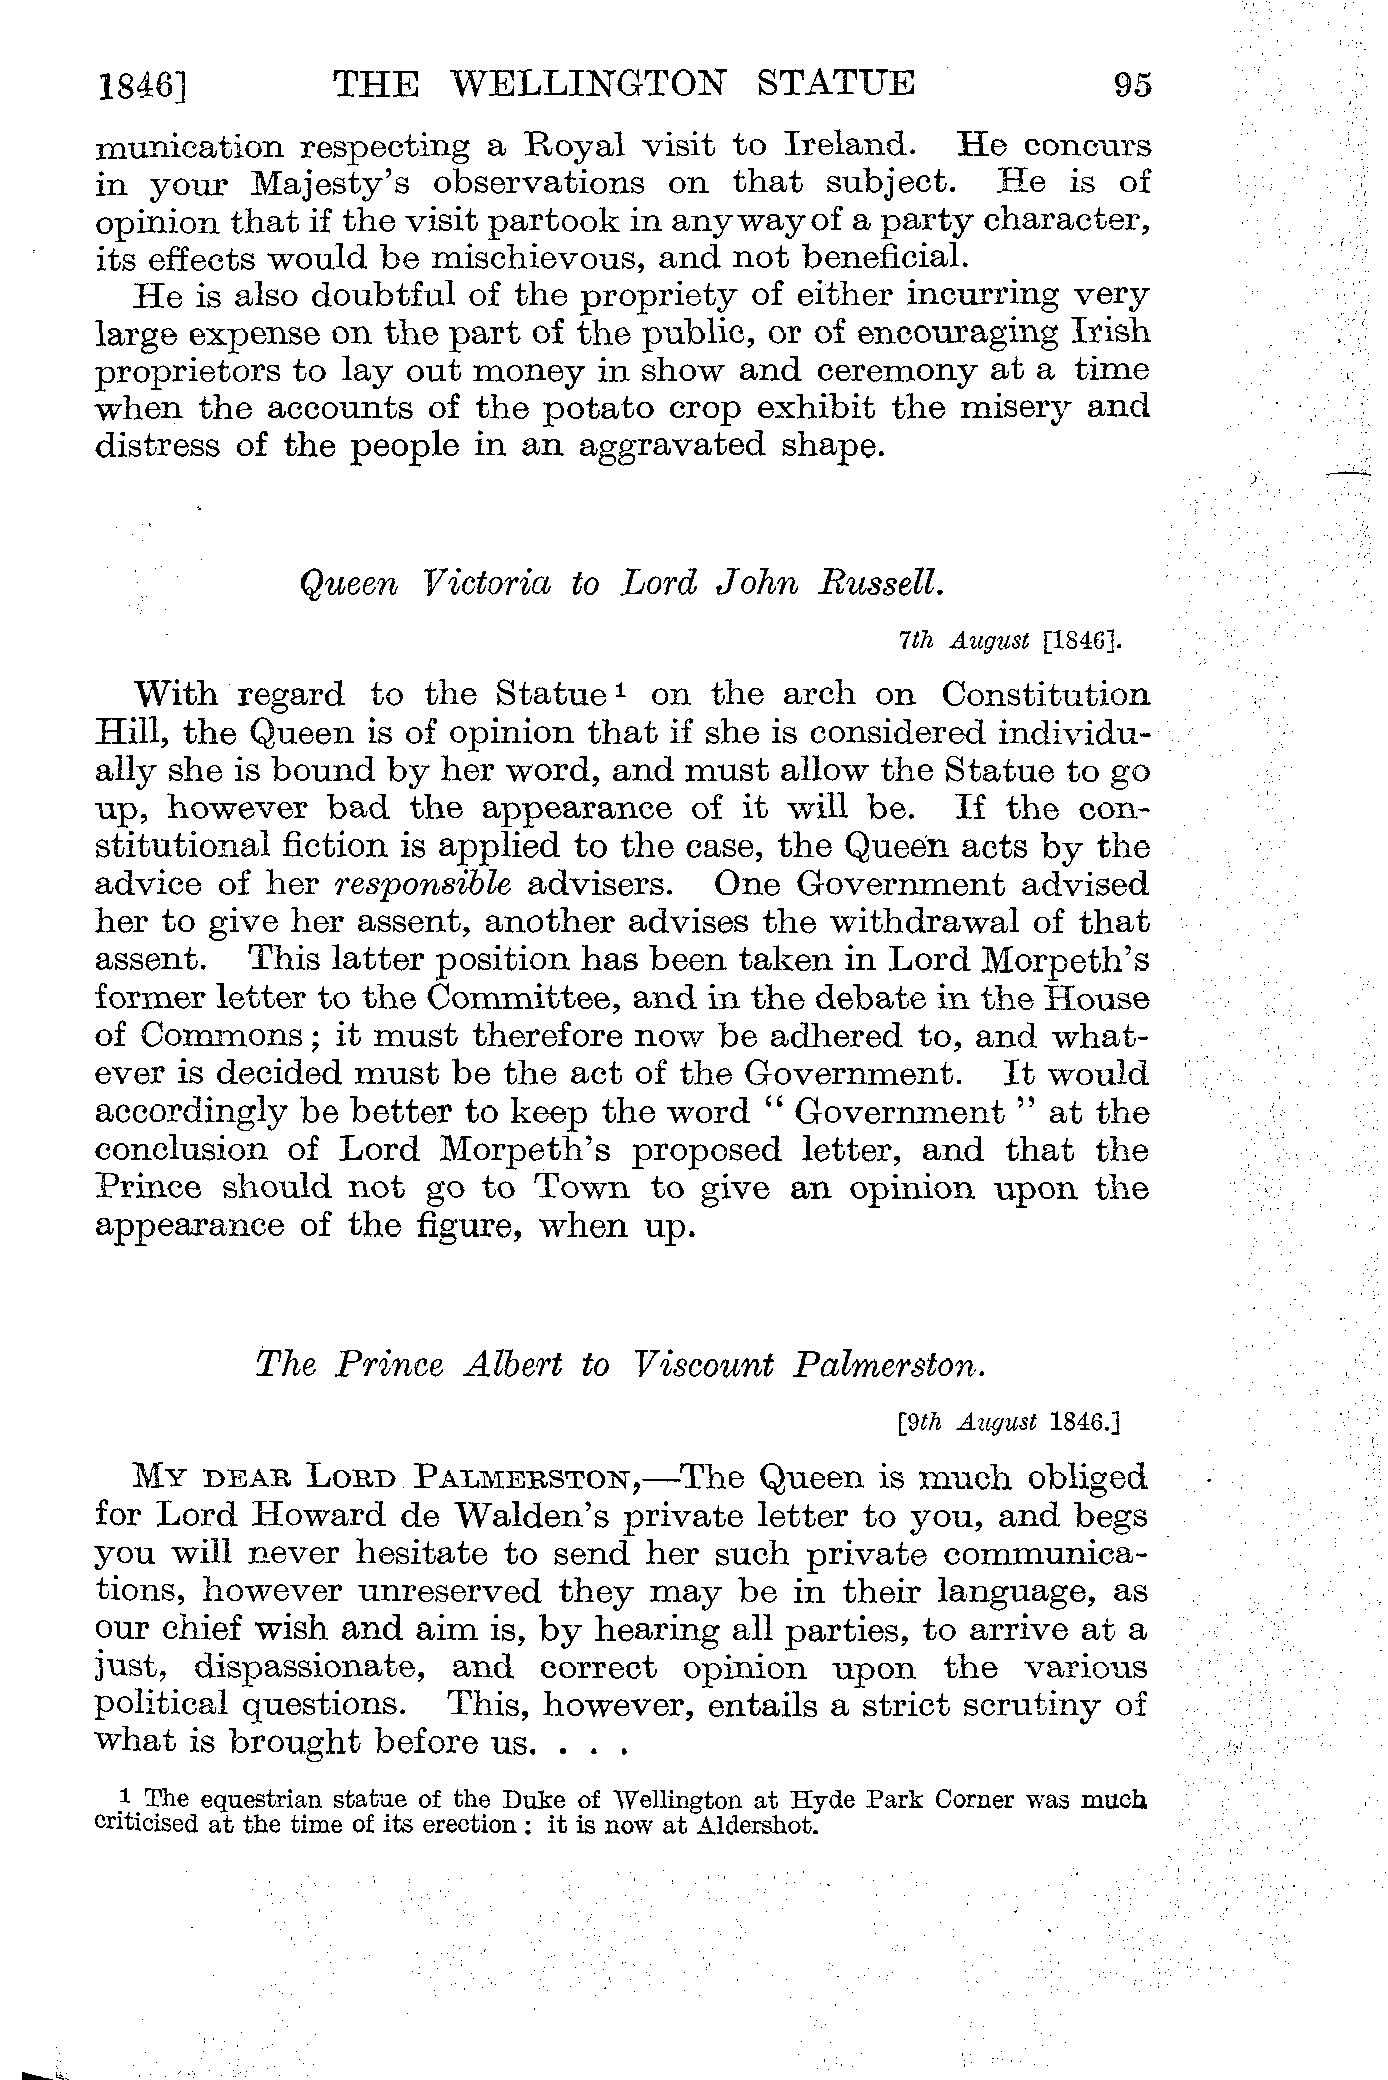 1846] THE WELLINGTON STATUE 95
munication respecting a Royal visit to Ireland. He concurs
in your Majesty's observations on that subject. He is of
opinion that if the visit partook in any way of a party character,
its effects would be mischievous, and not beneficial.
He is also doubtful of the propriety of either incurring very
large expense on the part of the public, or of encouraging Irish
proprietors to lay out money in show and ceremony at a time
when the accounts of the potato crop exhibit the misery and
distress of the people in an aggravated shape.
Queen Victoria to Lord John Russell.
7th August [1846].
With regard to the Statue¹ on the arch on Constitution
Hill, the Queen is of opinion that if she is considered individu-
ally she is bound by her word, and must allow the Statue to go
up, however bad the appearance of it will be. If the con-
stitutional fiction is applied to the case, the Queen acts by the
advice of her responsible advisers. One Government advised
her to give her assent, another advises the withdrawal of that
assent. This latter position has been taken in Lord Morpeth's
former letter to the Committee, and in the debate in the House
of Commons; it must therefore now be adhered to, and what-
ever is decided must be the act of the Government. It would
accordingly be better to keep the word "Government" at the
conclusion of Lord Morpeth's proposed letter, and that the
Prince should not go to Town to give an opinion upon the
appearance of the figure, when up.
The Prince Albert to Viscount Palmerston.
[9th August 1846.]
MY DEAR LORD PALMERSTON,—The Queen is much obliged
for Lord Howard de Walden's private letter to you, and begs
you will never hesitate to send her such private communica-
tions, however unreserved they may be in their language, as
our chief wish and aim is, by hearing all parties, to arrive at a
just, dispassionate, and correct opinion upon the various
political questions. This, however, entails a strict scrutiny of
what is brought before us. . . .
1 The equestrian statue of the Duke of Wellington at Hyde Park Corner was much
criticised at the time of its erection: it is now at Aldershot.